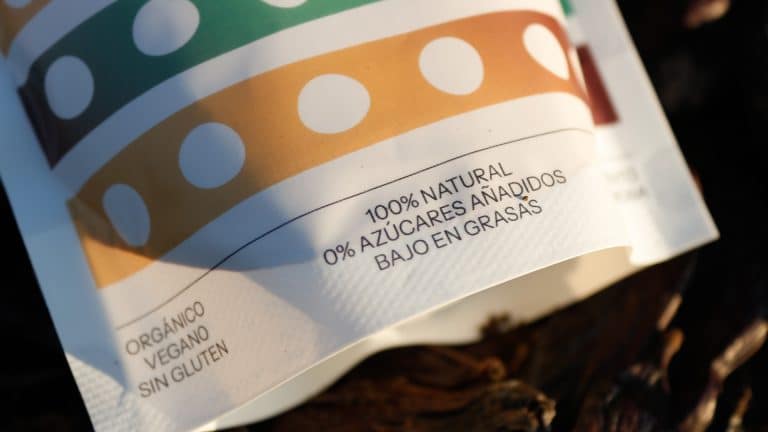 100% NATURAL
0% AZÚCARES AÑADIDOS
BAJO EN GRASAS
ORGÁNICO
VEGANO
SIN GLUTEN